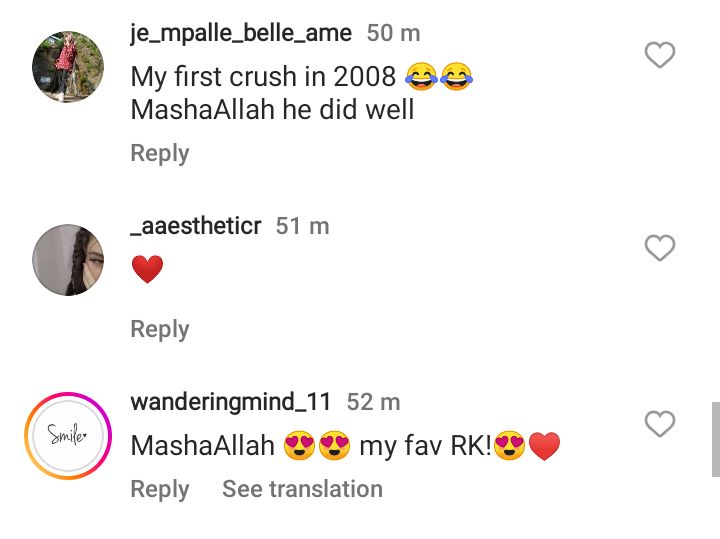 je_mpalle_belle_ame 50 m
My first crush in 2008 😂😂
MashaAllah he did well
Reply
_aaestheticr 51 m
❤️
Reply
wanderingmind_11 52 m
Smile
MashaAllah 😍😍 my fav RK!😍♥️
Reply See translation